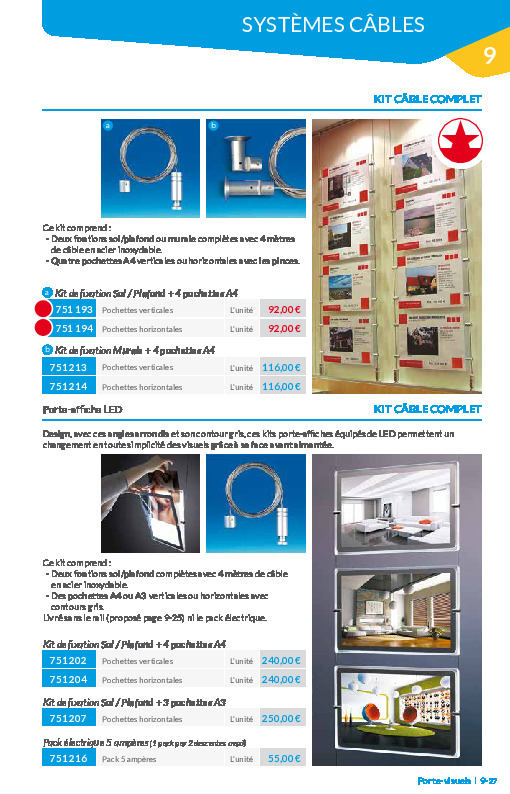 SYSTÈMES CÂBLES
9
KIT CÂBLE COMPLET
a
b
Ce kit comprend :
- Deux fixations sol/plafond ou murale complètes avec 4 mètres
de câble en acier inoxydable.
- Quatre pochettes A4 verticales ou horizontales avec les pinces.
a Kit de fixation Sol / Plafond + 4 pochettes A4
751 193 Pochettes verticales L'unité 92,00 €
751 194 Pochettes horizontales L'unité 92,00 €
b Kit de fixation Murale + 4 pochettes A4
751213 Pochettes verticales L'unité 116,00 €
751214 Pochettes horizontales L'unité 116,00 €
Porte-affiche LED
KIT CÂBLE COMPLET
Design, avec ces angles arrondis et son contour gris, ces kits porte-affiches équipés de LED permettent un
changement en toutes simplicité des visuels grâce à sa face avant aimantée.
Ce kit comprend :
- Deux fixations sol/plafond complètes avec 4 mètres de câble
en acier inoxydable.
- Des pochettes A4 ou A3 verticales ou horizontales avec
contours gris.
Livré sans le rail (proposé page 9-25) ni le pack électrique.
Kit de fixation Sol / Plafond + 4 pochettes A4
751202 Pochettes verticales L'unité 240,00 €
751204 Pochettes horizontales L'unité 240,00 €
Kit de fixation Sol / Plafond + 3 pochettes A3
751207 Pochettes horizontales L'unité 250,00 €
Pack électrique 5 ampères (1 pack par 2 descentes maxi)
751216 Pack 5 ampères L'unité 55,00 €
Porte-visuels | 9-27